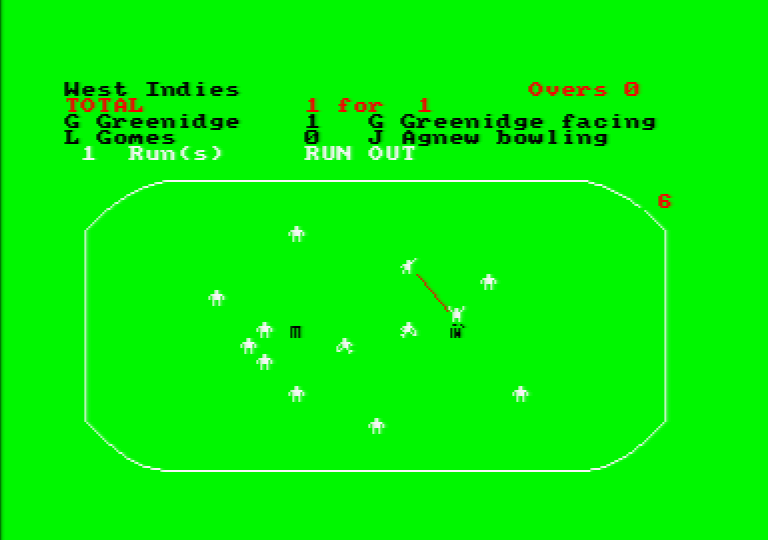 West Indies Overs 0
TOTAL 1 for 1
G Greenidge 1 G Greenidge facing
L Gomes 0 J Agnew bowling
1 Run(s) RUN OUT
6